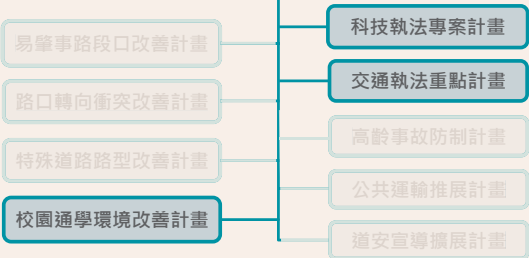 科技執法專案計畫
易肇事路段口改善計畫
交通執法重點計畫
路口轉向衝突改善計畫
高齡事故防制計畫
特殊道路路型改善計畫
公共運輸推展計畫
校園通學環境改善計畫
道安宣導擴展計畫